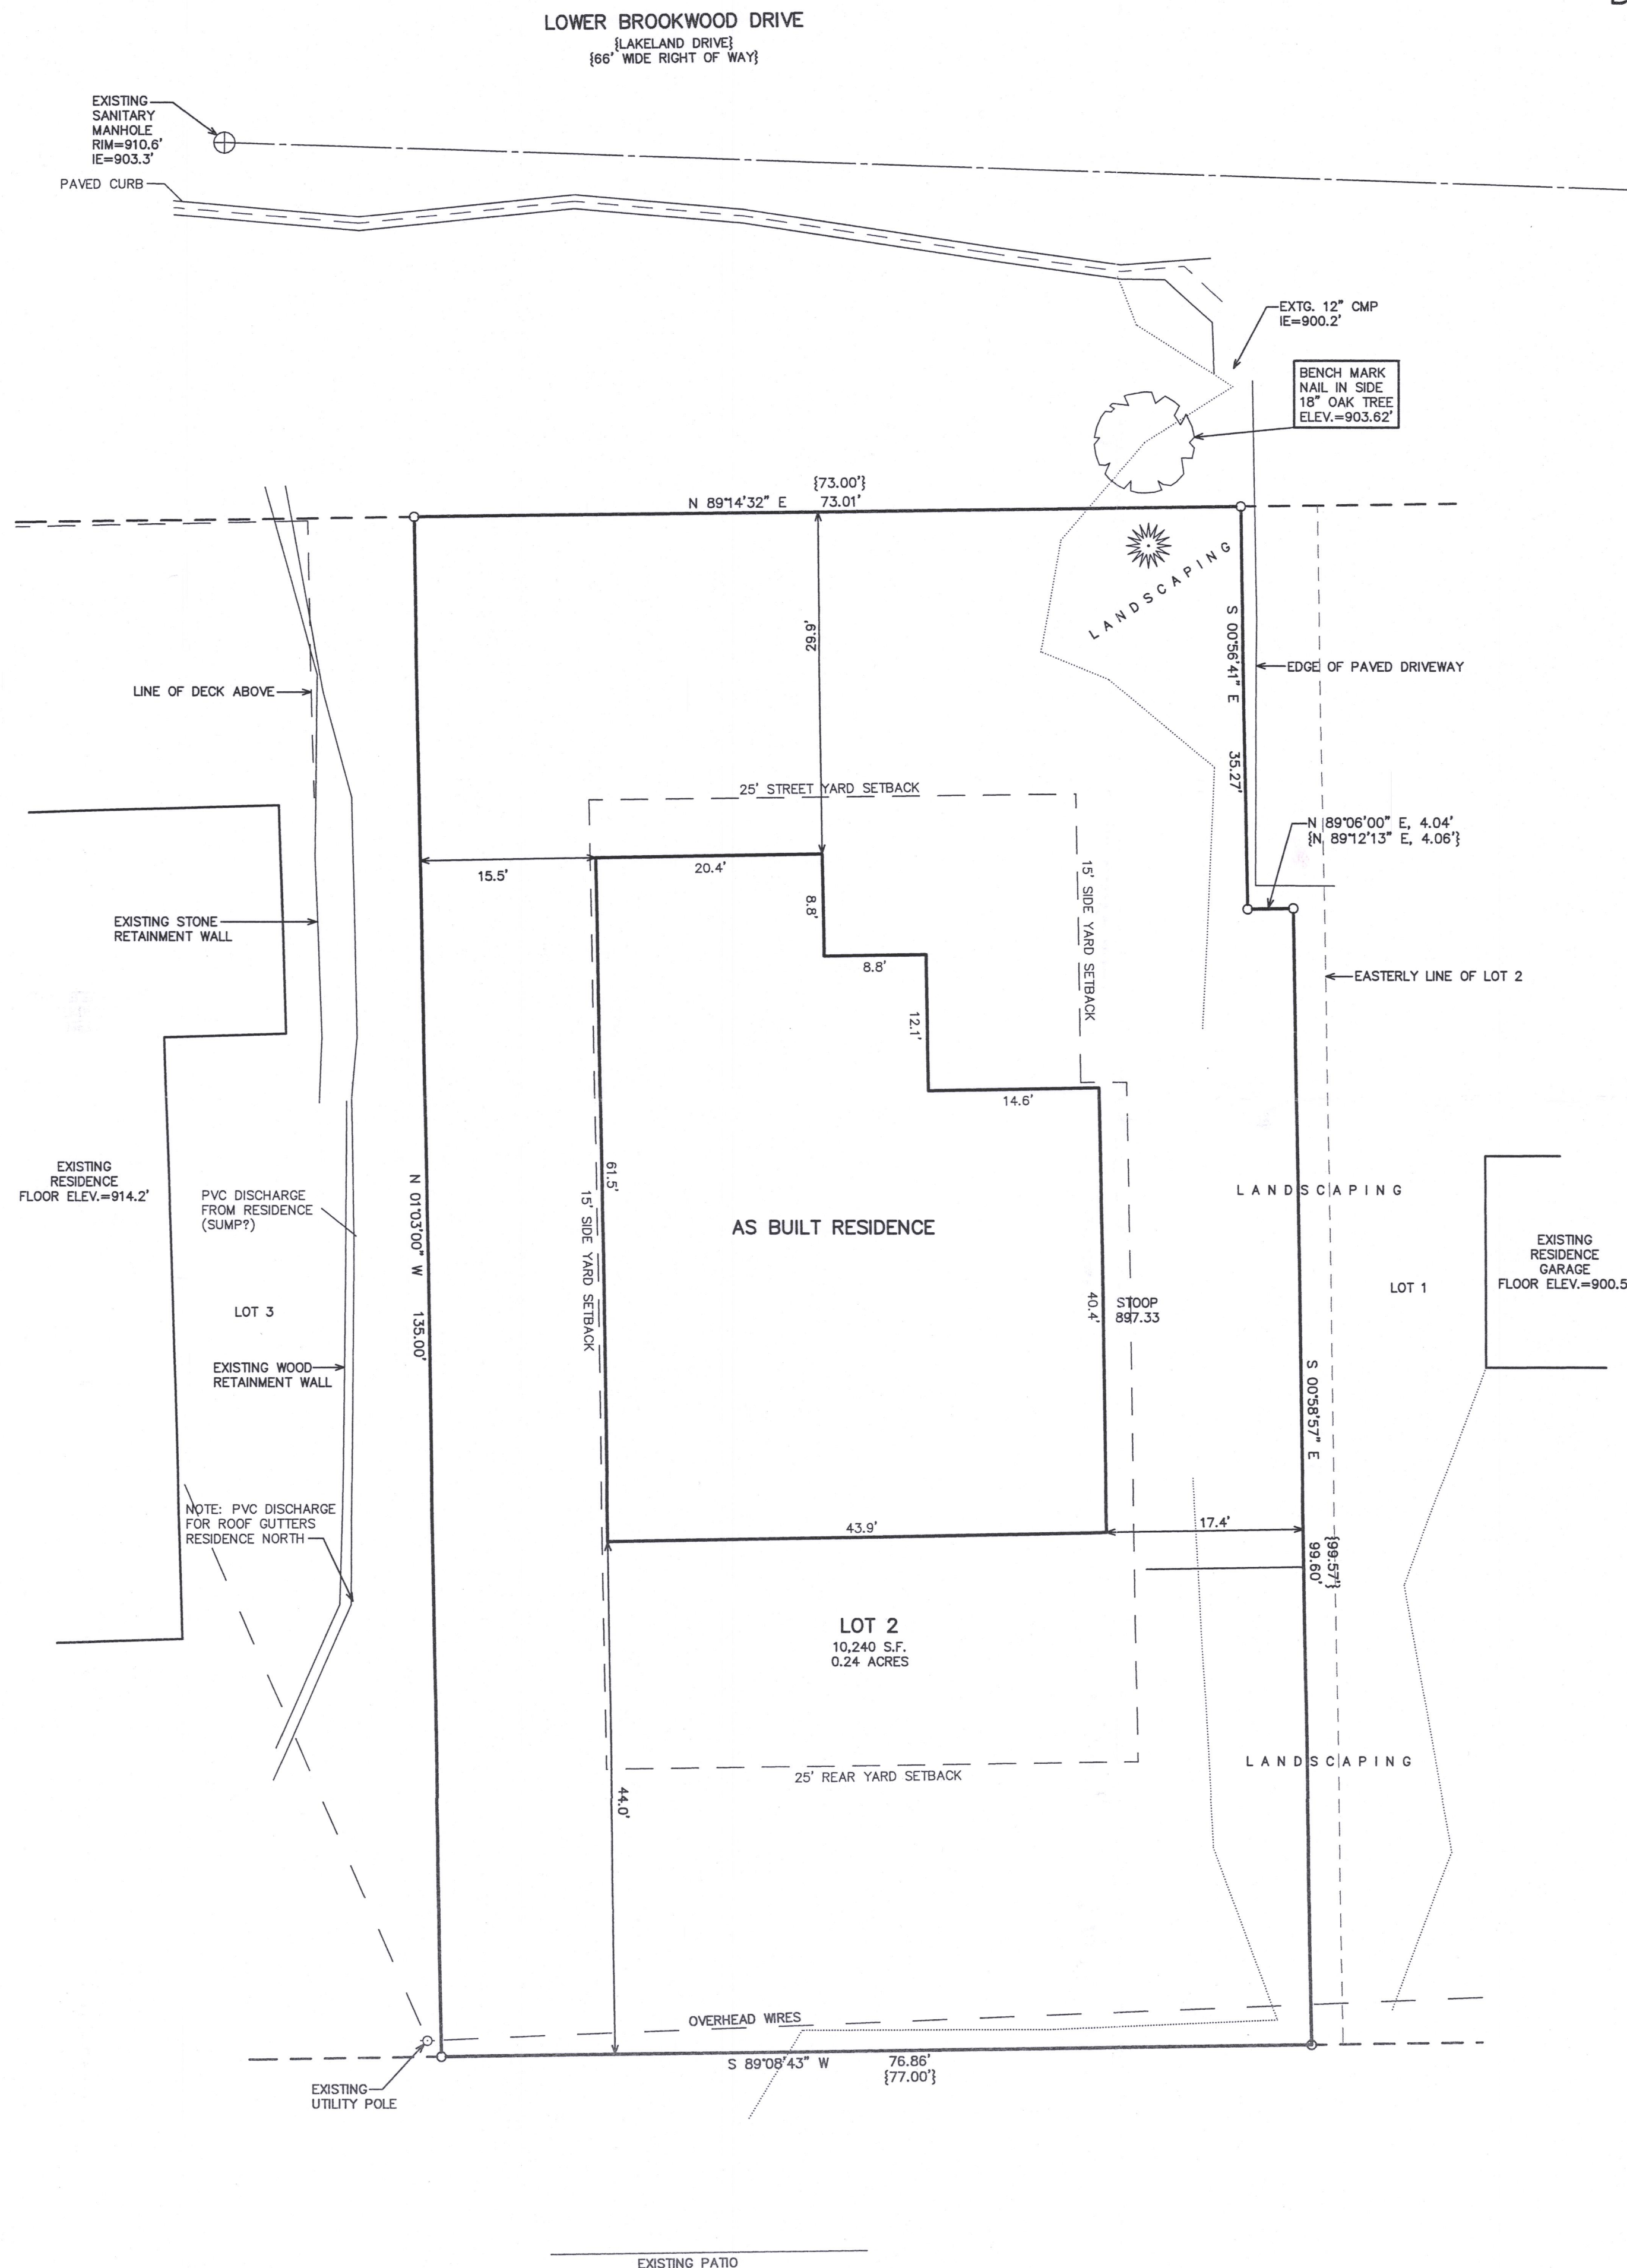 LOWER BROOKWOOD DRIVE
{LAKELAND DRIVE}
{66' WIDE RIGHT OF WAY}
EXISTING
SANITARY
MANHOLE
RIM=910.6'
IE=903.3'
PAVED CURB
EXTG. 12" CMP
IE=900.2'
BENCH MARK
NAIL IN SIDE
18" OAK TREE
ELEV.=903.62'
{73.00'}
N 89°14'32" E 73.01'
LANDSCAPING
29.9'
S 00°56'41" E 35.27'
EDGE OF PAVED DRIVEWAY
LINE OF DECK ABOVE
25' STREET YARD SETBACK
N 89°06'00" E, 4.04'
{N 89°12'13" E, 4.06'}
15.5'
20.4'
8.8'
15' SIDE YARD SETBACK
EXISTING STONE
RETAINMENT WALL
8.8'
EASTERLY LINE OF LOT 2
12.1'
14.6'
EXISTING
RESIDENCE
FLOOR ELEV.=914.2'
PVC DISCHARGE
FROM RESIDENCE
(SUMP?)
N 01°03'00" W 135.00'
61.5'
15' SIDE YARD SETBACK
AS BUILT RESIDENCE
LANDSCAPING
EXISTING
RESIDENCE
GARAGE
FLOOR ELEV.=900.5
LOT 1
LOT 3
40.4'
STOOP
897.33
EXISTING WOOD
RETAINMENT WALL
S 00°58'57" E 99.60'
{99.57'}
NOTE: PVC DISCHARGE
FOR ROOF GUTTERS
RESIDENCE NORTH
43.9'
17.4'
LOT 2
10,240 S.F.
0.24 ACRES
LANDSCAPING
25' REAR YARD SETBACK
44.0'
OVERHEAD WIRES
S 89°08'43" W 76.86'
{77.00'}
EXISTING
UTILITY POLE
EXISTING PATIO